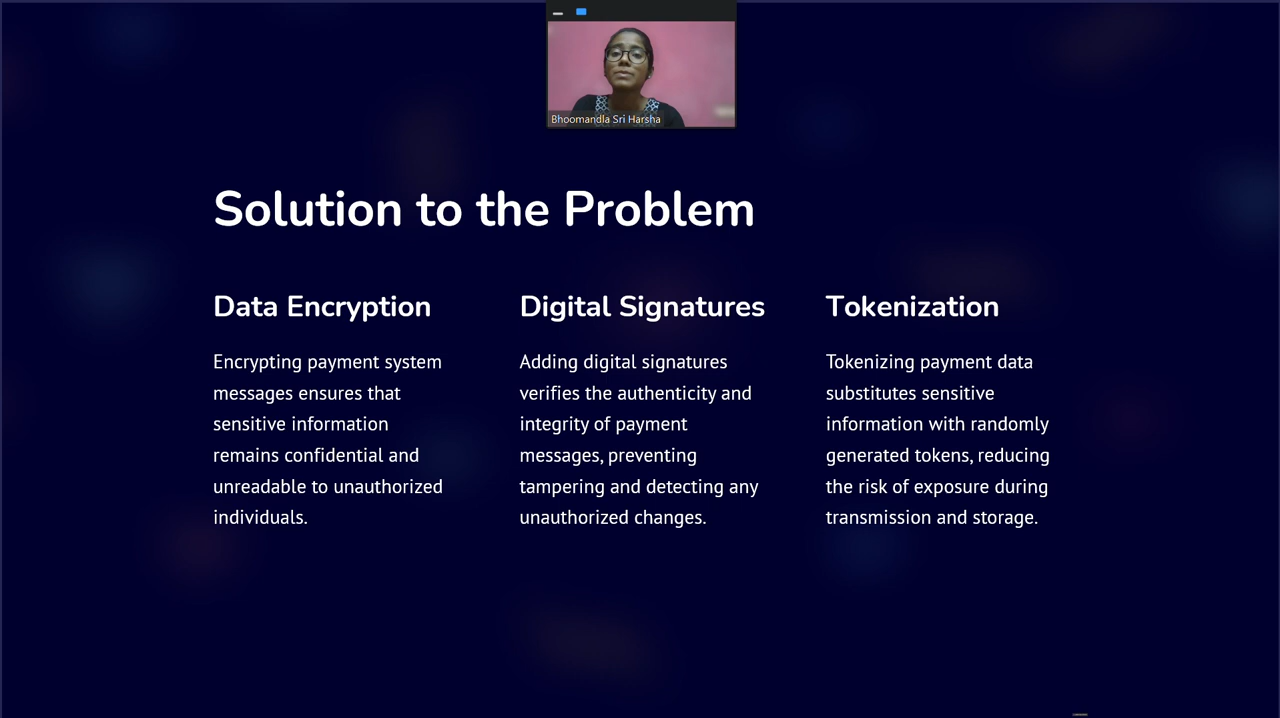 Bhoomandla Sri Harsha
Solution to the Problem
Data Encryption
Encrypting payment system
messages ensures that
sensitive information
remains confidential and
unreadable to unauthorized
individuals.
Digital Signatures
Adding digital signatures
verifies the authenticity and
integrity of payment
messages, preventing
tampering and detecting any
unauthorized changes.
Tokenization
Tokenizing payment data
substitutes sensitive
information with randomly
generated tokens, reducing
the risk of exposure during
transmission and storage.